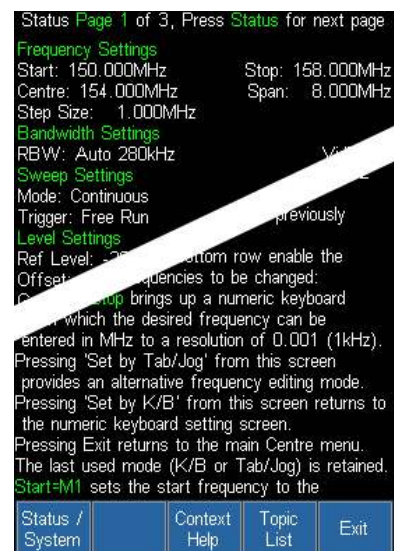 Status Page 1 of 3, Press Status for next page
Frequency Settings
Start: 150.000MHz Stop: 158.000MHz
Centre: 154.000MHz Span: 8.000MHz
Step Size: 1.000MHz
Bandwidth Settings
RBW: Auto 280kHz
Sweep Settings
Mode: Continuous
Trigger: Free Run previously
Level Settings
Ref Level: row enable the
Offset: to be changed:
brings up a numeric keyboard
which the desired frequency can be
entered in MHz to a resolution of 0.001 (1kHz).
Pressing 'Set by Tab/Jog' from this screen
provides an alternative frequency editing mode.
Pressing 'Set by K/B' from this screen returns to
the numeric keyboard setting screen.
Pressing Exit returns to the main Centre menu.
The last used mode (K/B or Tab/Jog) is retained.
Start=M1 sets the start frequency to the
Status / System
Context Help
Topic List
Exit